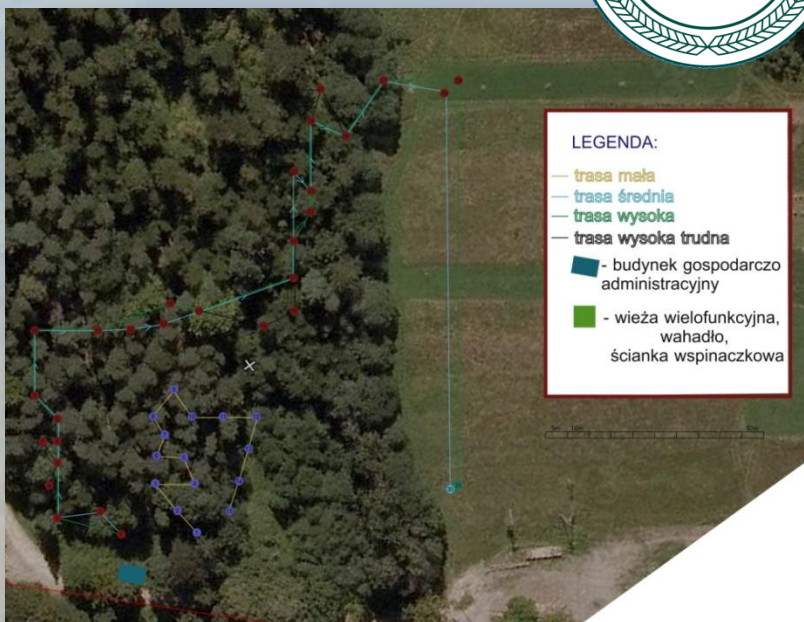 LEGENDA:
trasa mała
trasa średnia
trasa wysoka
trasa wysoka trudna
- budynek gospodarczo
administracyjny
- wieża wielofunkcyjna,
wahadło,
ścianka wspinaczkowa